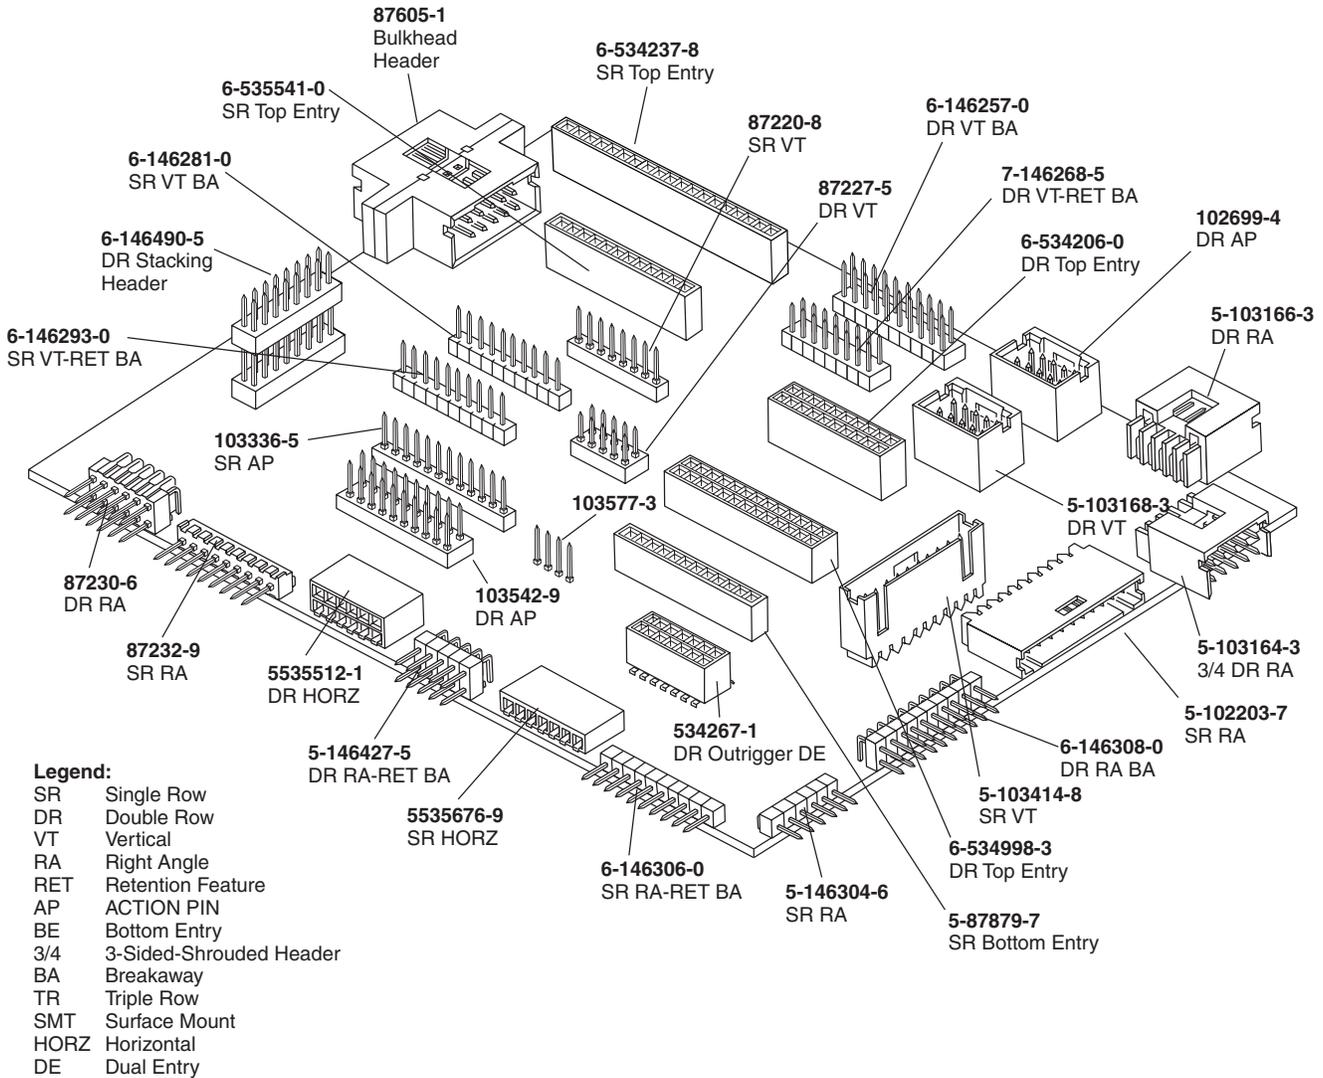 87605-1
Bulkhead
Header
6-534237-8
SR Top Entry
6-535541-0
SR Top Entry
6-146257-0
DR VT BA
87220-8
SR VT
6-146281-0
SR VT BA
7-146268-5
DR VT-RET BA
87227-5
DR VT
102699-4
DR AP
6-146490-5
DR Stacking
Header
6-534206-0
DR Top Entry
5-103166-3
DR RA
6-146293-0
SR VT-RET BA
103336-5
SR AP
103577-3
5-103168-3
DR VT
87230-6
DR RA
103542-9
DR AP
87232-9
SR RA
5535512-1
DR HORZ
5-103164-3
3/4 DR RA
5-102203-7
SR RA
534267-1
DR Outrigger DE
5-146427-5
DR RA-RET BA
6-146308-0
DR RA BA
5-103414-8
SR VT
5535676-9
SR HORZ
6-534998-3
DR Top Entry
6-146306-0
SR RA-RET BA
5-146304-6
SR RA
5-87879-7
SR Bottom Entry
Legend:
SR Single Row
DR Double Row
VT Vertical
RA Right Angle
RET Retention Feature
AP ACTION PIN
BE Bottom Entry
3/4 3-Sided-Shrouded Header
BA Breakaway
TR Triple Row
SMT Surface Mount
HORZ Horizontal
DE Dual Entry